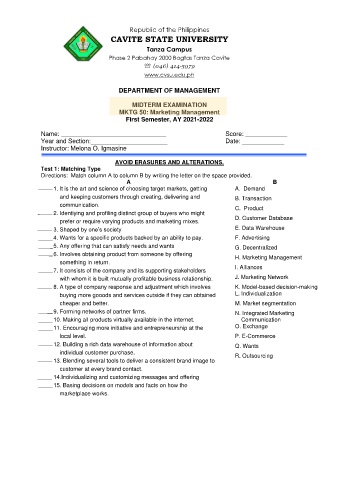 Republic of the Philippines
CAVITE STATE UNIVERSITY
Tanza Campus
Phase 2 Pabahay 2000 Bagtas Tanza Cavite
☏ (046) 414-3979
www.cvsu.edu.ph
DEPARTMENT OF MANAGEMENT
MIDTERM EXAMINATION
MKTG 50: Marketing Management
First Semester, AY 2021-2022
Name: ______________________________ Score: ____________
Year and Section:______________________ Date: ____________
Instructor: Melona O. Igmasine
AVOID ERASURES AND ALTERATIONS.
Test 1: Matching Type
Directions: Match column A to column B by writing the letter on the space provided.
A
_____ 1. It is the art and science of choosing target markets, getting
and keeping customers through creating, delivering and
communication.
_____ 2. Identiyng and profiling distinct group of buyers who might
prefer or require varying products and marketing mixes.
_____ 3. Shaped by one's society
_____ 4. Wants for a specific products backed by an ability to pay.
_____ 5. Any offering that can satisfy needs and wants
_____ 6. Involves obtaining product from someone by offering
something in return.
_____ 7. It consists of the company and its supporting stakeholders
with whom it is built mutually profitable business relationships.
_____ 8. A type of company response and adjustment which involves
buying more goods and services outside if they can obtained
cheaper and better.
_____ 9. Forming networks of partner firms.
_____ 10. Making all products virtually available in the internet.
_____ 11. Encouraging more initiative and entrepreneurship at the
local level.
_____ 12. Building a rich data warehouse of information about
individual customer purchase.
_____ 13. Blending several tools to deliver a consistent brand image to
customer at every brand contact.
_____ 14.Individualizing and customizing messages and offering
_____ 15. Basing decisions on models and facts on how the
marketplace works.
B
A. Demand
B. Transaction
C. Product
D. Customer Database
E. Data Warehouse
F. Advertising
G. Decentralized
H. Marketing Management
I. Alliances
J. Marketing Network
K. Model-based decision-making
L. Individualization
M. Market segmentation
N. Integrated Marketing
Communication
O. Exchange
P. E-Commerce
Q. Wants
R. Outsourcing